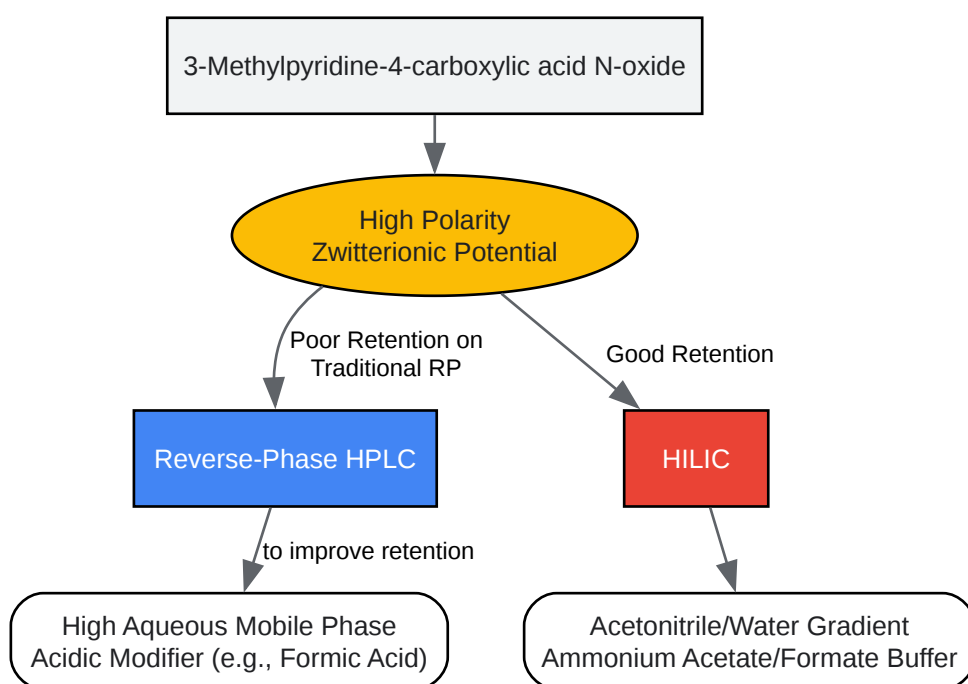 3-Methylpyridine-4-carboxylic acid N-oxide
High Polarity
Zwitterionic Potential
Poor Retention on
Traditional RP
Good Retention
Reverse-Phase HPLC
HILIC
to improve retention
High Aqueous Mobile Phase
Acidic Modifier (e.g., Formic Acid)
Acetonitrile/Water Gradient
Ammonium Acetate/Formate Buffer